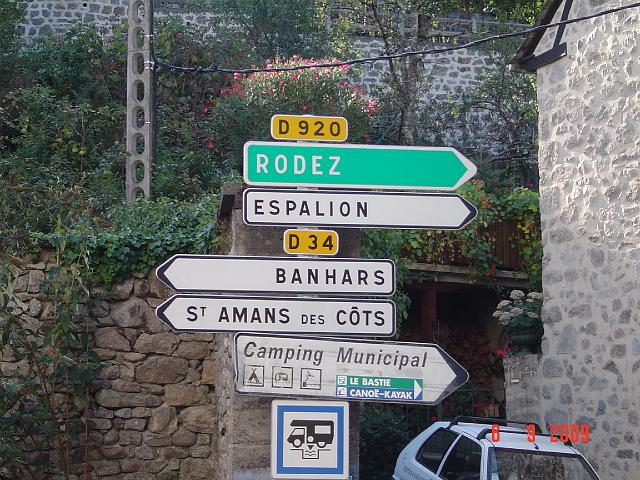 D 920
RODEZ
ESPALION
D 34
BANHARS
ST AMANS DES CÔTS
Camping Municipal
LE BASTIE
CANOË-KAYAK
8 9 2009